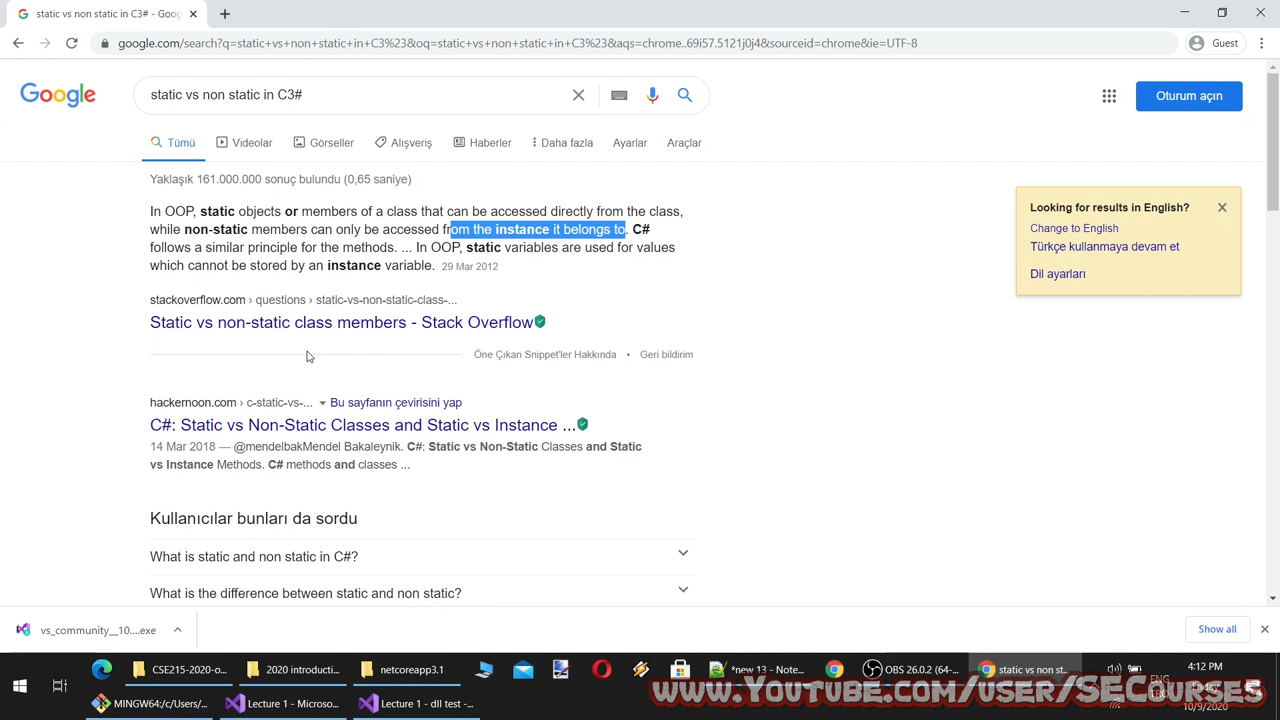 static vs non static in C3# - Goog
google.com/search?q=static+vs+non+static+in+C3%23&oq=static+vs+non+static+in+C3%23&aqs=chrome..69i57.5121j0j4&sourceid=chrome&ie=UTF-8
Guest
Google
static vs non static in C3#
Oturum açın
Tümü
Videolar
Görseller
Alışveriş
Haberler
Daha fazla
Ayarlar
Araçlar
Yaklaşık 161.000.000 sonuç bulundu (0,65 saniye)
In OOP, static objects or members of a class that can be accessed directly from the class,
while non-static members can only be accessed from the instance it belongs to. C#
follows a similar principle for the methods. ... In OOP, static variables are used for values
which cannot be stored by an instance variable. 29 Mar 2012
stackoverflow.com › questions › static-vs-non-static-class-...
Static vs non-static class members - Stack Overflow
Öne Çıkan Snippet'ler Hakkında • Geri bildirim
hackernoon.com › c-static-vs-... Bu sayfanın çevirisini yap
C#: Static vs Non-Static Classes and Static vs Instance ...
14 Mar 2018 — @mendelbakMendel Bakaleynik. C#: Static vs Non-Static Classes and Static
vs Instance Methods. C# methods and classes ...
Kullanıcılar bunları da sordu
What is static and non static in C#?
What is the difference between static and non static?
Looking for results in English?
Change to English
Türkçe kullanmaya devam et
Dil ayarları
vs_community__10....exe
Show all
CSE215-2020-o...
2020 introducti...
netcoreapp3.1
*new 13 - Note...
OBS 26.0.2 (64-...
static vs non st...
4:12 PM
ENG
Friday
MINGW64:/c/Users/...
Lecture 1 - Microso...
Lecture 1 - dll test -...
10/9/2020
www.YouTube.com/user/SECourses